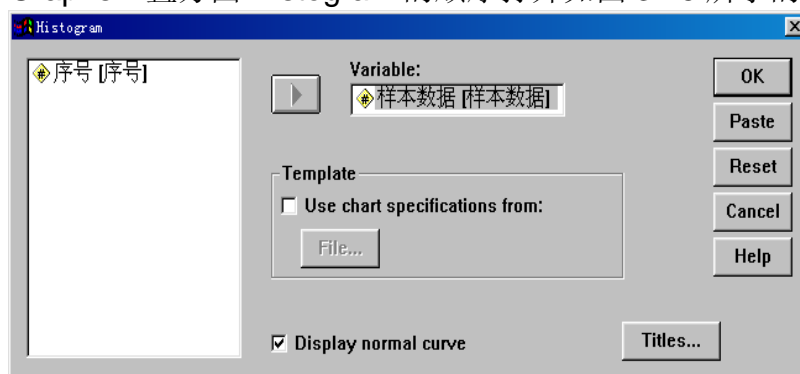 Histogram
序号 [序号]
Variable:
样本数据 [样本数据]
OK
Paste
Reset
Cancel
Help
Template
Use chart specifications from:
File...
Display normal curve
Titles...